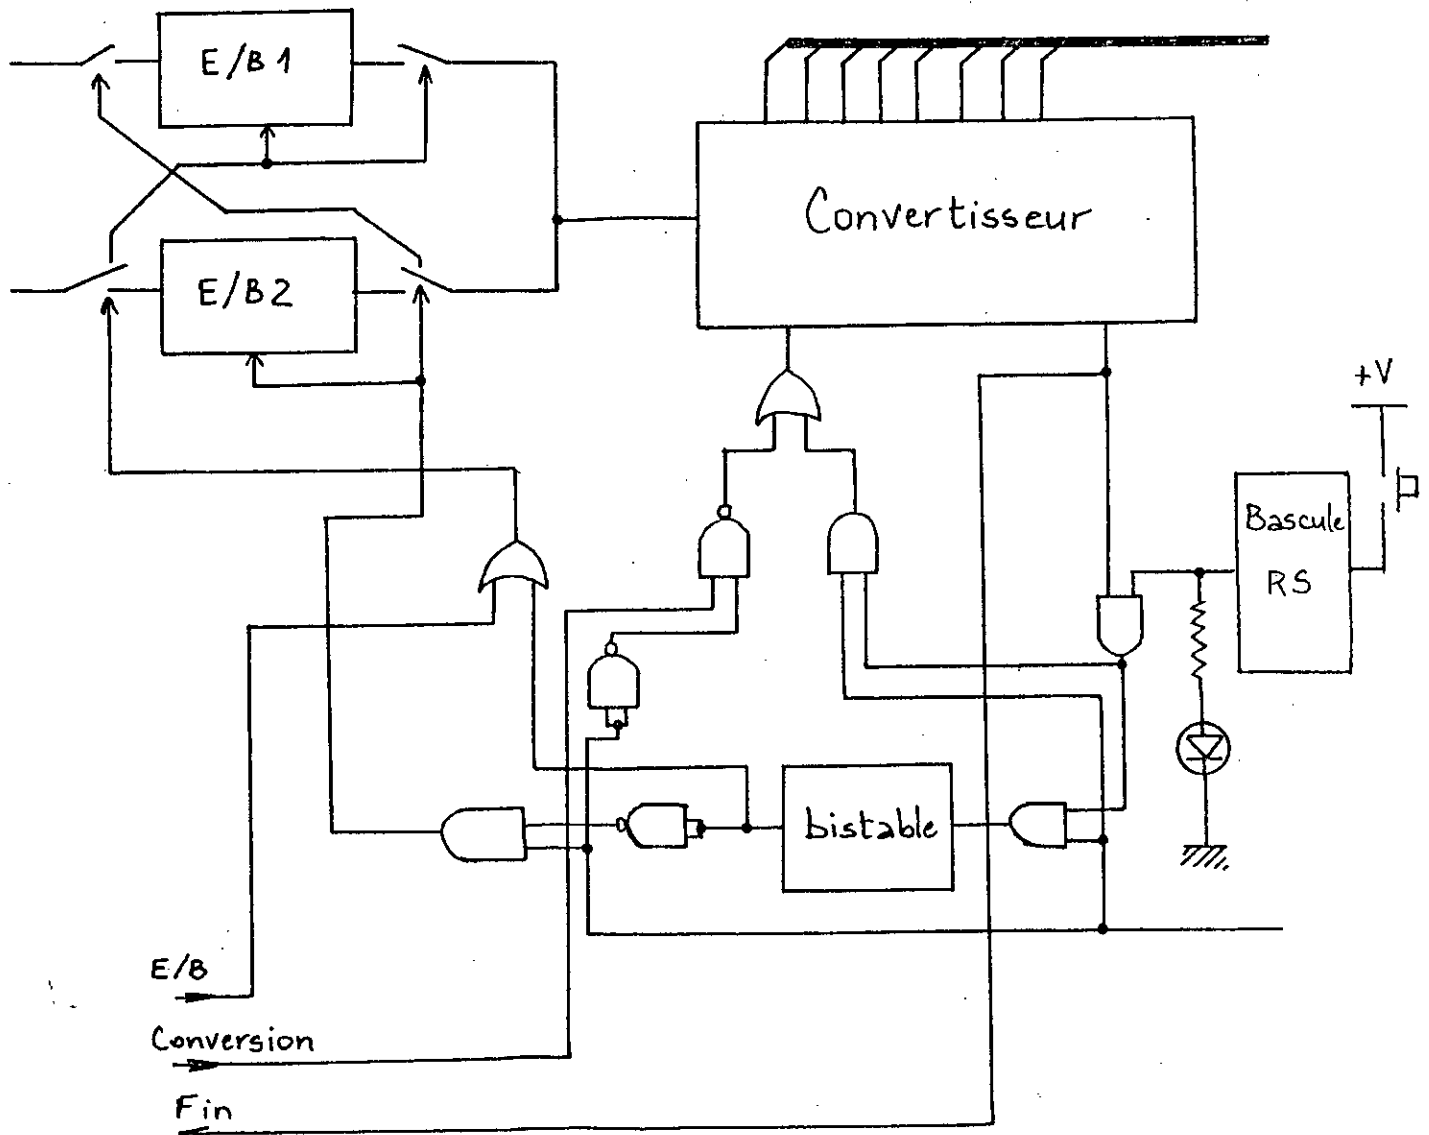 E/B 1
Convertisseur
E/B 2
+V
Bascule
RS
bistable
E/B
Conversion
Fin